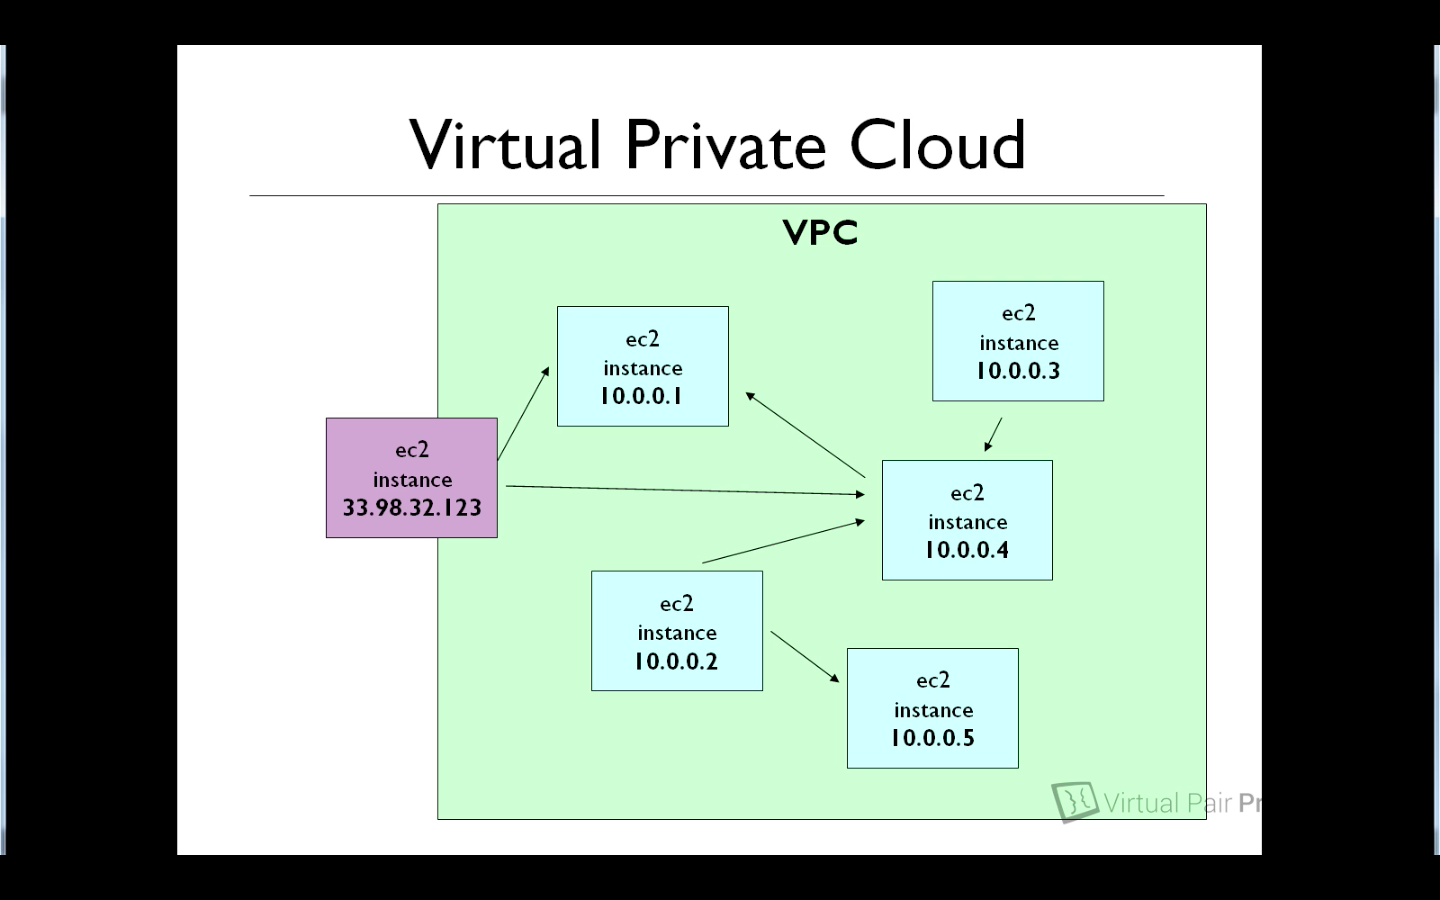 Virtual Private Cloud
VPC
ec2
instance
10.0.0.1
ec2
instance
10.0.0.3
ec2
instance
33.98.32.123
ec2
instance
10.0.0.4
ec2
instance
10.0.0.2
ec2
instance
10.0.0.5
Virtual Pair Pr